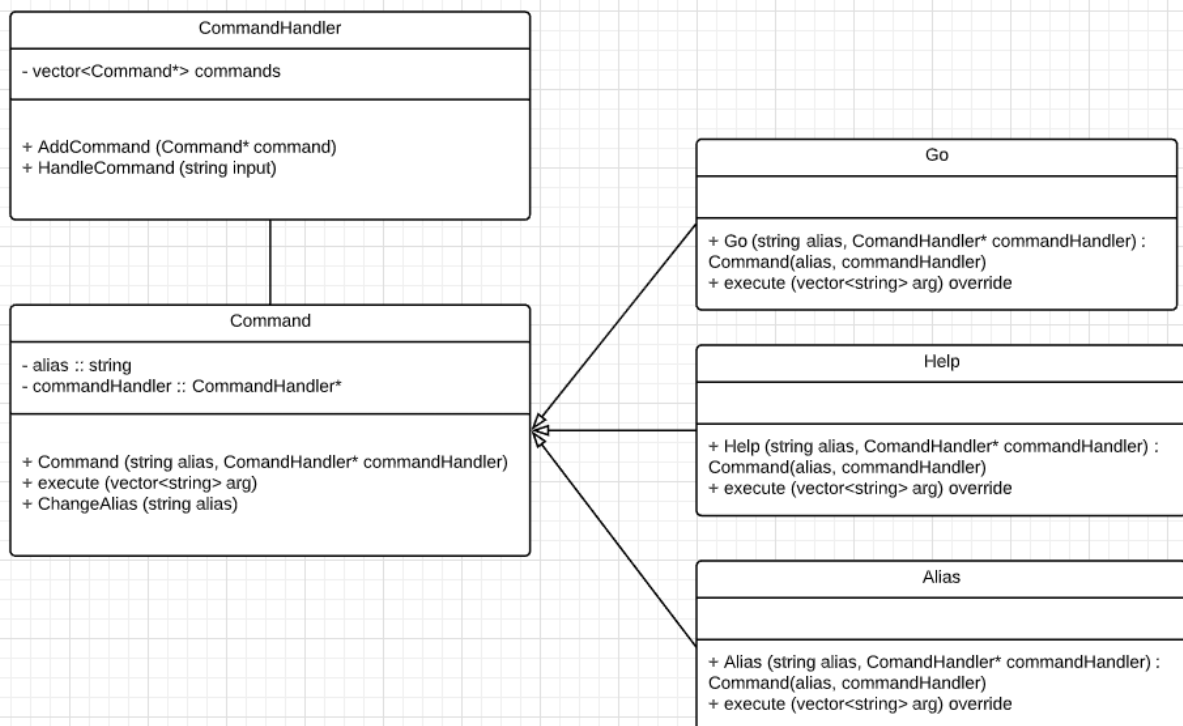 CommandHandler
- vector<Command*> commands
+ AddCommand (Command* command)
+ HandleCommand (string input)
Command
- alias :: string
- commandHandler :: CommandHandler*
+ Command (string alias, ComandHandler* commandHandler)
+ execute (vector<string> arg)
+ ChangeAlias (string alias)
Go
+ Go (string alias, ComandHandler* commandHandler) :
Command(alias, commandHandler)
+ execute (vector<string> arg) override
Help
+ Help (string alias, ComandHandler* commandHandler) :
Command(alias, commandHandler)
+ execute (vector<string> arg) override
Alias
+ Alias (string alias, ComandHandler* commandHandler) :
Command(alias, commandHandler)
+ execute (vector<string> arg) override